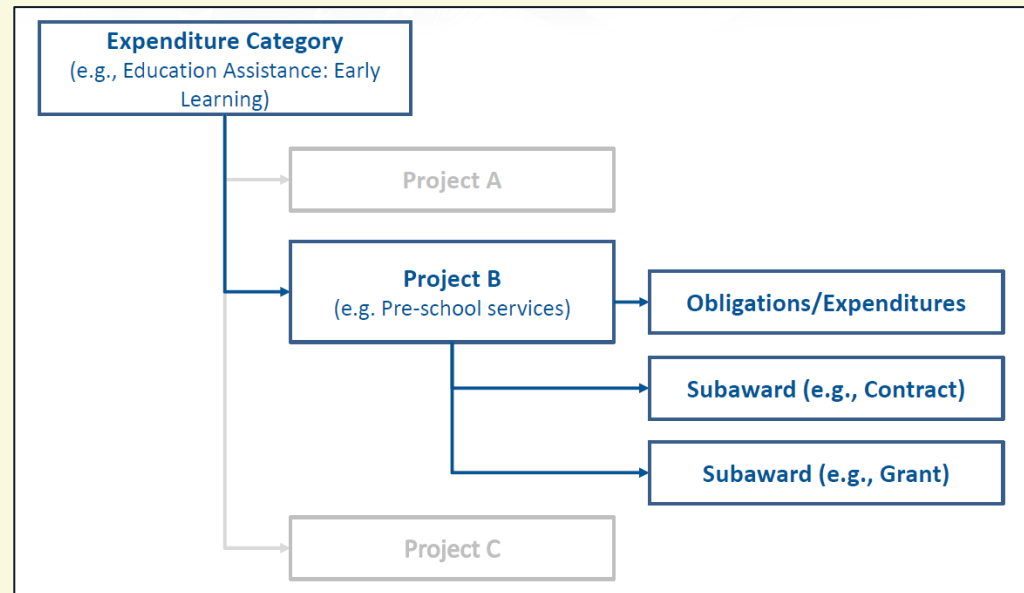 Expenditure Category
(e.g., Education Assistance: Early
Learning)
Project A
Project B
(e.g. Pre-school services)
Obligations/Expenditures
Subaward (e.g., Contract)
Subaward (e.g., Grant)
Project C